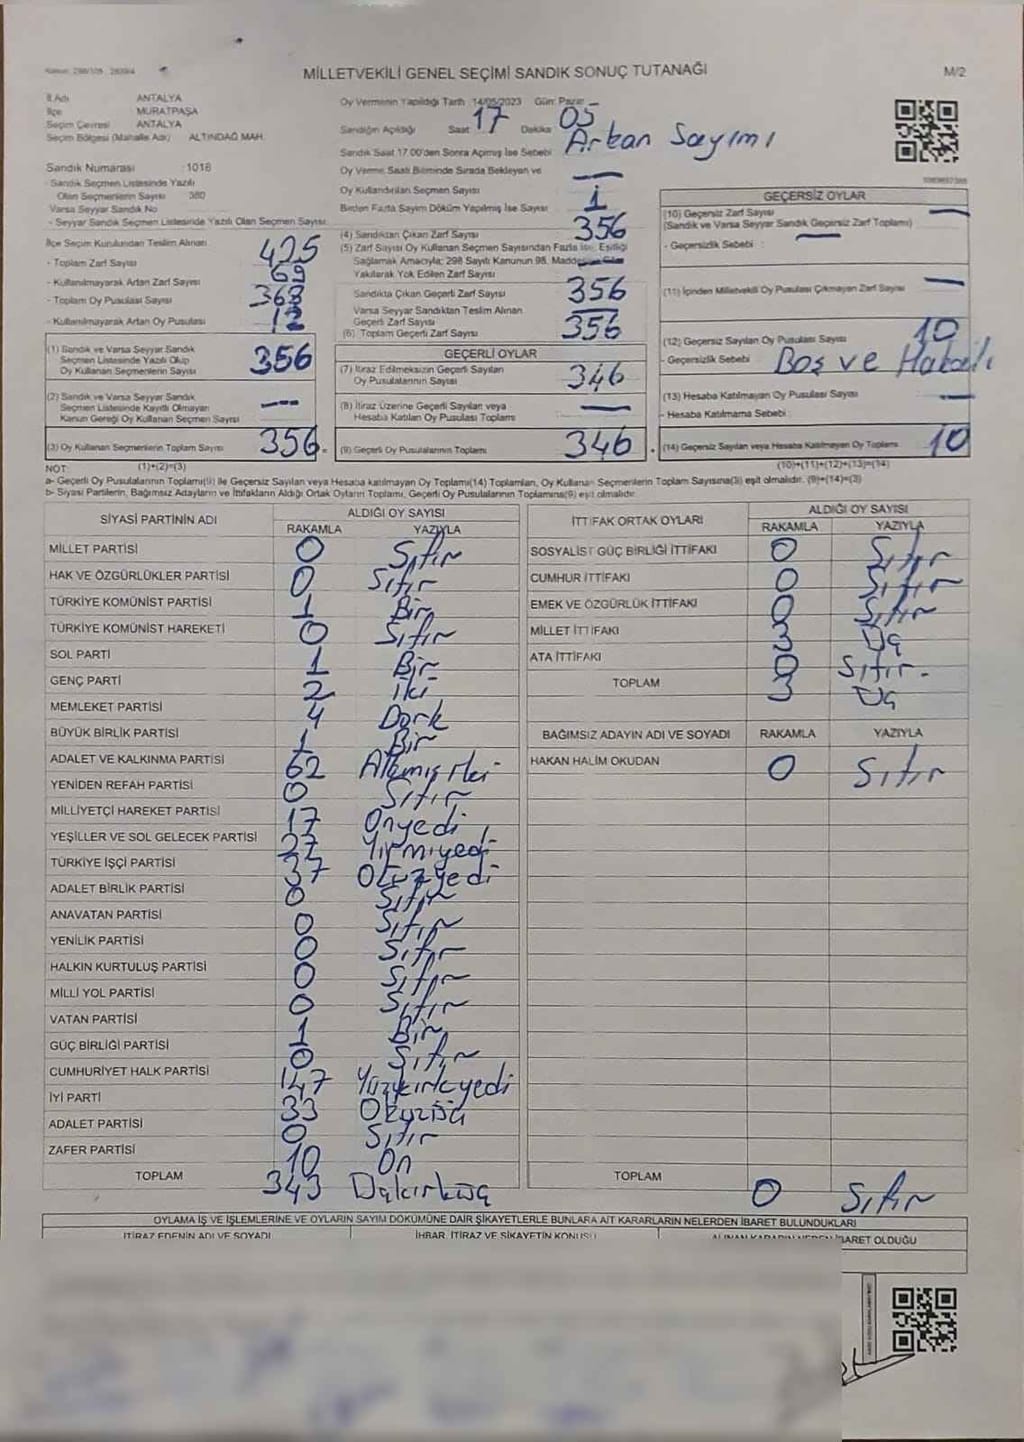 MİLLETVEKİLİ GENEL SEÇİMİ SANDIK SONUÇ TUTANAĞI
M/2
İl Adı ANTALYA
İlçe MURATPAŞA
Seçim Çevresi ANTALYA
Seçim Bölgesi (Mahalle Adı) ALTINDAĞ MAH.
Sandık Numarası :1018
- Sandık Seçmen Listesinde Yazılı
Olan Seçmenlerin Sayısı 380
Varsa Seyyar Sandık No
- Seyyar Sandık Seçmen Listesinde Yazılı Olan Seçmen Sayısı
İlçe Seçim Kurulundan Teslim Alınan
- Toplam Zarf Sayısı 425
- Kullanılmayarak Artan Zarf Sayısı 69
- Toplam Oy Pusulası Sayısı 368
- Kullanılmayarak Artan Oy Pusulası 12
(1) Sandık ve Varsa Seyyar Sandık
Seçmen Listesinde Yazılı Olup
Oy Kullanan Seçmenlerin Sayısı 356
(2) Sandık ve Varsa Seyyar Sandık
Seçmen Listesinde Kayıtlı Olmayan
Kanun Gereği Oy Kullanan Seçmen Sayısı —
(3) Oy Kullanan Seçmenlerin Toplam Sayısı 356
Oy Vermenin Yapıldığı Tarih :14/05/2023 Gün: Pazar
Sandığın Açıldığı Saat 17 Dakika 05
Sandık Saat 17.00'den Sonra Açılmış İse Sebebi Artan Sayımı
Oy Verme Saati Bitiminde Sırada Bekleyen ve
Oy Kullandırılan Seçmen Sayısı —
Birden Fazla Sayım Döküm Yapılmış İse Sayısı 1
(4) Sandıktan Çıkan Zarf Sayısı 356
(5) Zarf Sayısı Oy Kullanan Seçmen Sayısından Fazla İse, Eşitliği
Sağlamak Amacıyla; 298 Sayılı Kanunun 98. Maddesine Göre
Yakılarak Yok Edilen Zarf Sayısı —
Sandıkta Çıkan Geçerli Zarf Sayısı 356
Varsa Seyyar Sandıktan Teslim Alınan
Geçerli Zarf Sayısı —
(6) Toplam Geçerli Zarf Sayısı 356
GEÇERLİ OYLAR
(7) İtiraz Edilmeksizin Geçerli Sayılan
Oy Pusulalarının Sayısı 346
(8) İtiraz Üzerine Geçerli Sayılan veya
Hesaba Katılan Oy Pusulası Toplamı —
(9) Geçerli Oy Pusulalarının Toplamı 346
GEÇERSİZ OYLAR
(10) Geçersiz Zarf Sayısı —
(Sandık ve Varsa Seyyar Sandık Geçersiz Zarf Toplamı)
- Geçersizlik Sebebi : —
(11) İçinden Milletvekili Oy Pusulası Çıkmayan Zarf Sayısı —
(12) Geçersiz Sayılan Oy Pusulası Sayısı 10
- Geçersizlik Sebebi Boş ve
(13) Hesaba Katılmayan Oy Pusulası Sayısı —
- Hesaba Katılmama Sebebi
(14) Geçersiz Sayılan veya Hesaba Katılmayan Oy Toplamı 10
NOT: (1)+(2)=(3)
(10)+(11)+(12)+(13)=(14)
a- Geçerli Oy Pusulalarının Toplamı(9) ile Geçersiz Sayılan veya Hesaba katılmayan Oy Toplamı(14) Toplamları, Oy Kullanan Seçmenlerin Toplam Sayısına(3) eşit olmalıdır. (9)+(14)=(3)
b- Siyasi Partilerin, Bağımsız Adayların ve İttifakların Aldığı Ortak Oyların Toplamı, Geçerli Oy Pusulalarının Toplamına(9) eşit olmalıdır.
SİYASİ PARTİNİN ADI ALDIĞI OY SAYISI
RAKAMLA YAZIYLA
MİLLET PARTİSİ 0 Sıfır
HAK VE ÖZGÜRLÜKLER PARTİSİ 0 Sıfır
TÜRKİYE KOMÜNİST PARTİSİ 1 Bir
TÜRKİYE KOMÜNİST HAREKETİ 0 Sıfır
SOL PARTİ 1 Bir
GENÇ PARTİ 2 iki
MEMLEKET PARTİSİ 4 Dört
BÜYÜK BİRLİK PARTİSİ 1 Bir
ADALET VE KALKINMA PARTİSİ 62
YENİDEN REFAH PARTİSİ 0 Sıfır
MİLLİYETÇİ HAREKET PARTİSİ 17 Onyedi
YEŞİLLER VE SOL GELECEK PARTİSİ 27 Yirmiyedi
TÜRKİYE İŞÇİ PARTİSİ 37 Otuzyedi
ADALET BİRLİK PARTİSİ 0 Sıfır
ANAVATAN PARTİSİ 0 Sıfır
YENİLİK PARTİSİ 0 Sıfır
HALKIN KURTULUŞ PARTİSİ 0 Sıfır
MİLLİ YOL PARTİSİ 0 Sıfır
VATAN PARTİSİ 1 Bir
GÜÇ BİRLİĞİ PARTİSİ 0 Sıfır
CUMHURİYET HALK PARTİSİ 147 Yüzkırkyedi
İYİ PARTİ 33 Otuzüç
ADALET PARTİSİ 0 Sıfır
ZAFER PARTİSİ 10 On
TOPLAM 343
İTTİFAK ORTAK OYLARI ALDIĞI OY SAYISI
RAKAMLA YAZIYLA
SOSYALİST GÜÇ BİRLİĞİ İTTİFAKI 0 Sıfır
CUMHUR İTTİFAKI 0 Sıfır
EMEK VE ÖZGÜRLÜK İTTİFAKI 0 Sıfır
MİLLET İTTİFAKI 3 Üç
ATA İTTİFAKI 0 Sıfır
TOPLAM 3 Üç
BAĞIMSIZ ADAYIN ADI VE SOYADI RAKAMLA YAZIYLA
HAKAN HALİM OKUDAN 0 Sıfır
TOPLAM 0 Sıfır
OYLAMA İŞ VE İŞLEMLERİNE VE OYLARIN SAYIM DÖKÜMÜNE DAİR ŞİKAYETLERLE BUNLARA AİT KARARLARIN NELERDEN İBARET BULUNDUKLARI
İTİRAZ EDENİN ADI VE SOYADI İHBAR, İTİRAZ VE ŞİKAYETİN KONUSU ALINAN KARARIN NEDEN İBARET OLDUĞU